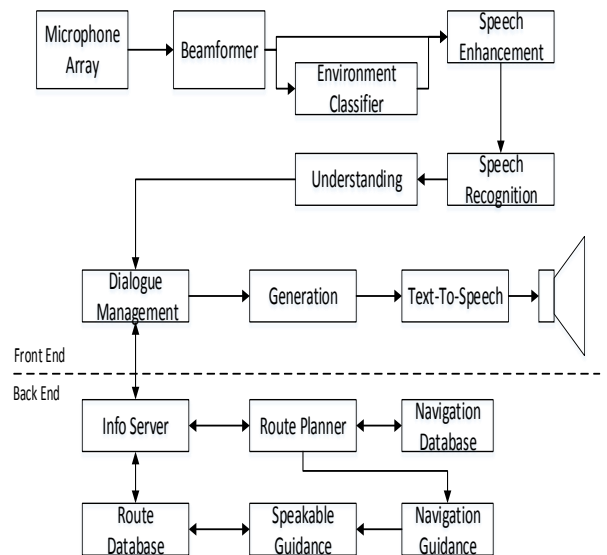 Microphone
Array
Beamformer
Speech
Enhancement
Environment
Classifier
Understanding
Speech
Recognition
Dialogue
Management
Generation
Text-To-Speech
Front End
Back End
Info Server
Route Planner
Navigation
Database
Route
Database
Speakable
Guidance
Navigation
Guidance